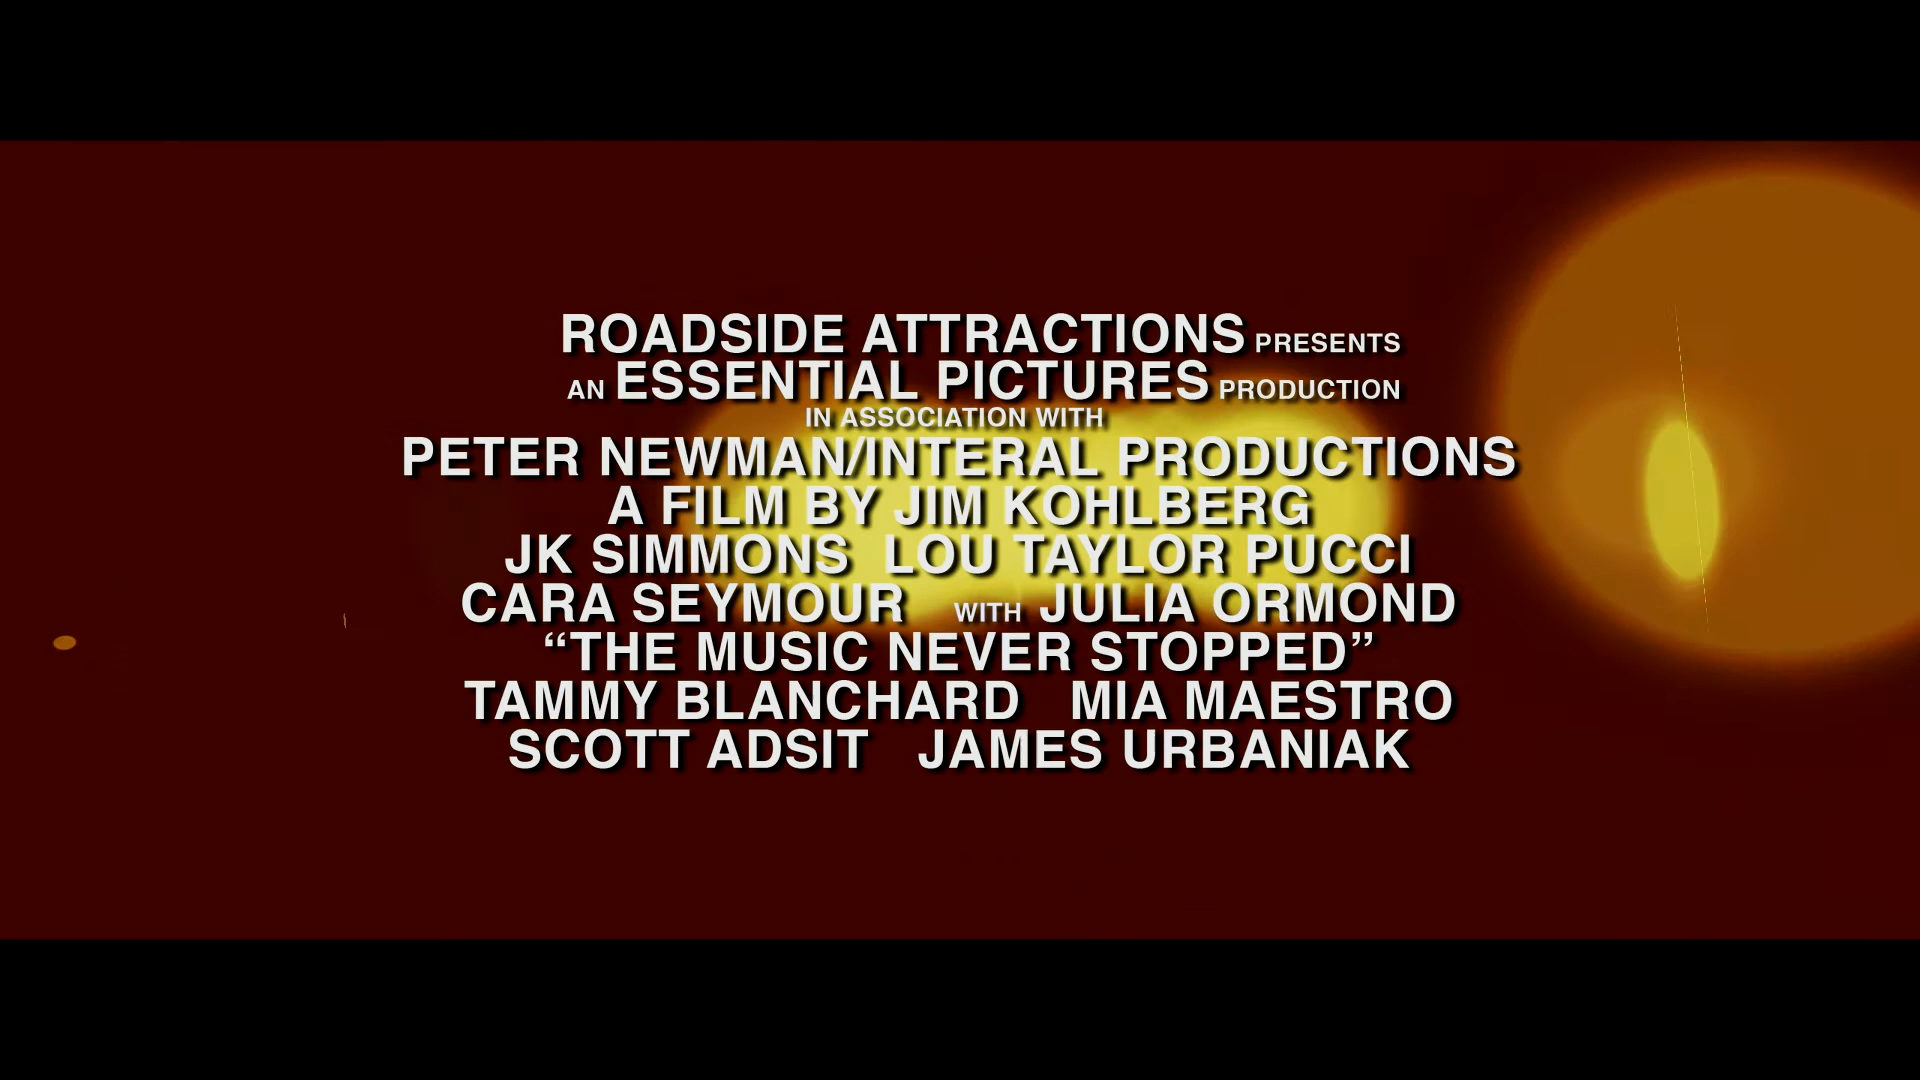 ROADSIDE ATTRACTIONS PRESENTS
AN ESSENTIAL PICTURES PRODUCTION
IN ASSOCIATION WITH
PETER NEWMAN/INTERAL PRODUCTIONS
A FILM BY JIM KOHLBERG
JK SIMMONS LOU TAYLOR PUCCI
CARA SEYMOUR WITH JULIA ORMOND
“THE MUSIC NEVER STOPPED”
TAMMY BLANCHARD MIA MAESTRO
SCOTT ADSIT JAMES URBANIAK